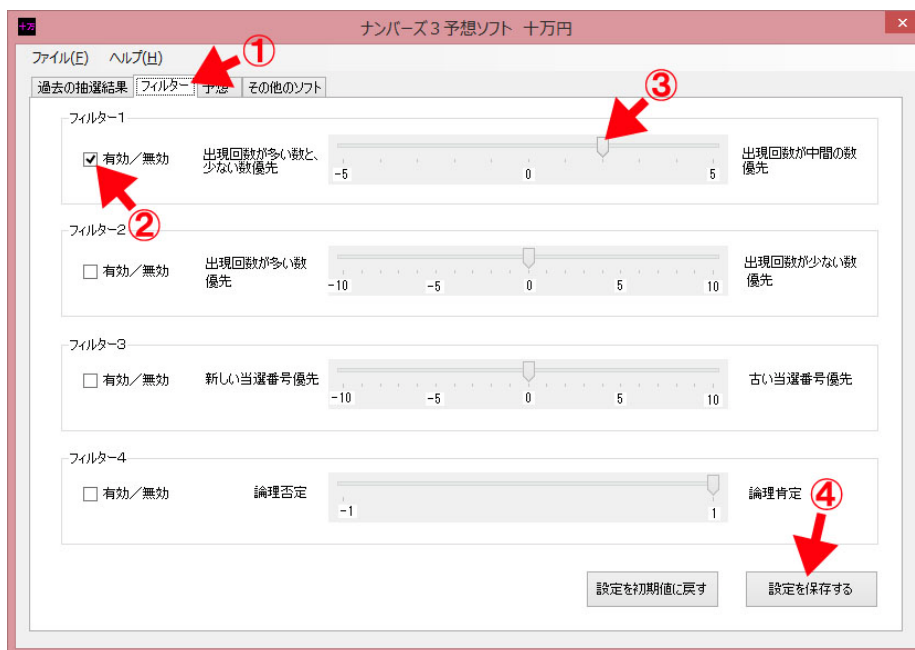 十万
ナンバーズ3予想ソフト 十万円
×
ファイル(F) ヘルプ(H)
①
過去の抽選結果 フィルター 予想 その他のソフト
③
フィルター1
有効/無効
出現回数が多い数と、
少ない数優先
-5 0 5
出現回数が中間の数
優先
②
フィルター2
有効/無効
出現回数が多い数
優先
-10 -5 0 5 10
出現回数が少ない数
優先
フィルター3
有効/無効
新しい当選番号優先
-10 -5 0 5 10
古い当選番号優先
フィルター4
有効/無効
論理否定
-1 1
論理肯定
④
設定を初期値に戻す 設定を保存する